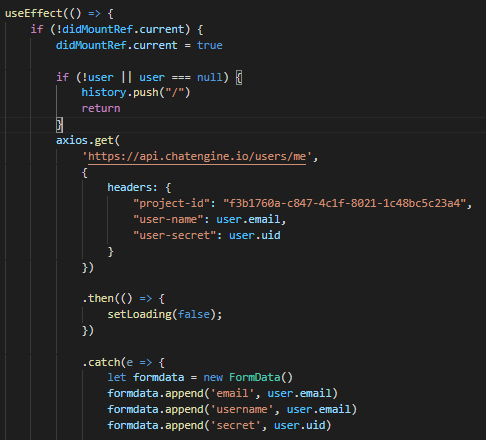 useEffect(() => {
if (!didMountRef.current) {
didMountRef.current = true
if (!user || user === null) {
history.push("/")
return
}
axios.get(
'https://api.chatengine.io/users/me',
{
headers: {
"project-id": "f3b1760a-c847-4c1f-8021-1c48bc5c23a4",
"user-name": user.email,
"user-secret": user.uid
}
})
.then(() => {
setLoading(false);
})
.catch(e => {
let formdata = new FormData()
formdata.append('email', user.email)
formdata.append('username', user.email)
formdata.append('secret', user.uid)